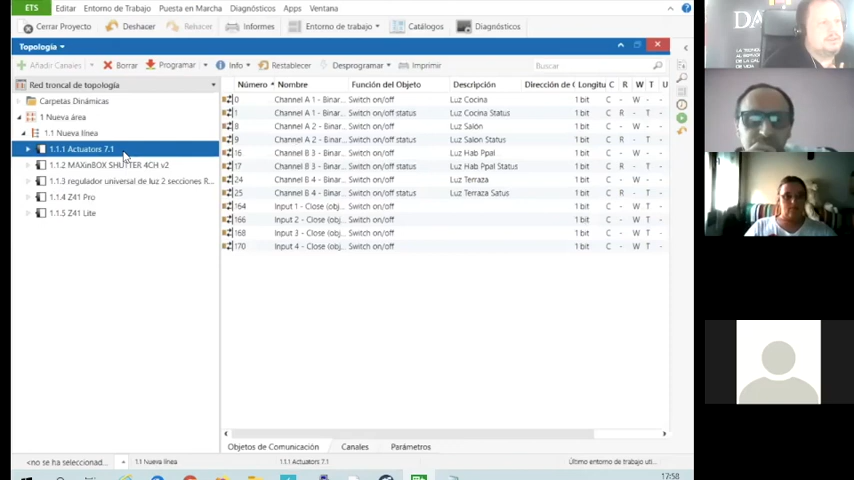 ETS Editar Entorno de Trabajo Puesta en Marcha Diagnósticos Apps Ventana
Cerrar Proyecto Deshacer Rehacer Informes Entorno de trabajo Catálogos Diagnósticos
Topología
Añadir Canales Borrar Programar Info Restablecer Desprogramar Imprimir Buscar
Red troncal de topología
Carpetas Dinámicas
1 Nueva área
1.1 Nueva línea
1.1.1 Actuators 7.1
1.1.2 MAXinBOX SHUTTER 4CH v2
1.1.3 regulador universal de luz 2 secciones R...
1.1.4 Z41 Pro
1.1.5 Z41 Lite
Número Nombre Función del Objeto Descripción Dirección de G Longitu C R W T U
0 Channel A 1 - Binar... Switch on/off Luz Cocina 1 bit C - W - -
1 Channel A 1 - Binar... Switch on/off status Luz Cocina Status 1 bit C R - T -
8 Channel A 2 - Binar... Switch on/off Luz Salón 1 bit C - W - -
9 Channel A 2 - Binar... Switch on/off status Luz Salon Status 1 bit C R - T -
16 Channel B 3 - Binar... Switch on/off Luz Hab Ppal 1 bit C - W - -
17 Channel B 3 - Binar... Switch on/off status Luz Hab Ppal Status 1 bit C R - T -
24 Channel B 4 - Binar... Switch on/off Luz Terraza 1 bit C - W - -
25 Channel B 4 - Binar... Switch on/off status Luz Terraza Satus 1 bit C R - T -
164 Input 1 - Close (obj... Switch on/off 1 bit C - W T -
166 Input 2 - Close (obj... Switch on/off 1 bit C - W T -
168 Input 3 - Close (obj... Switch on/off 1 bit C - W T -
170 Input 4 - Close (obj... Switch on/off 1 bit C - W T -
Objetos de Comunicación Canales Parámetros
<no se ha seleccionad... 1.1 Nueva línea 1.1.1 Actuators 7.1 Último entorno de trabajo uti...
17:58